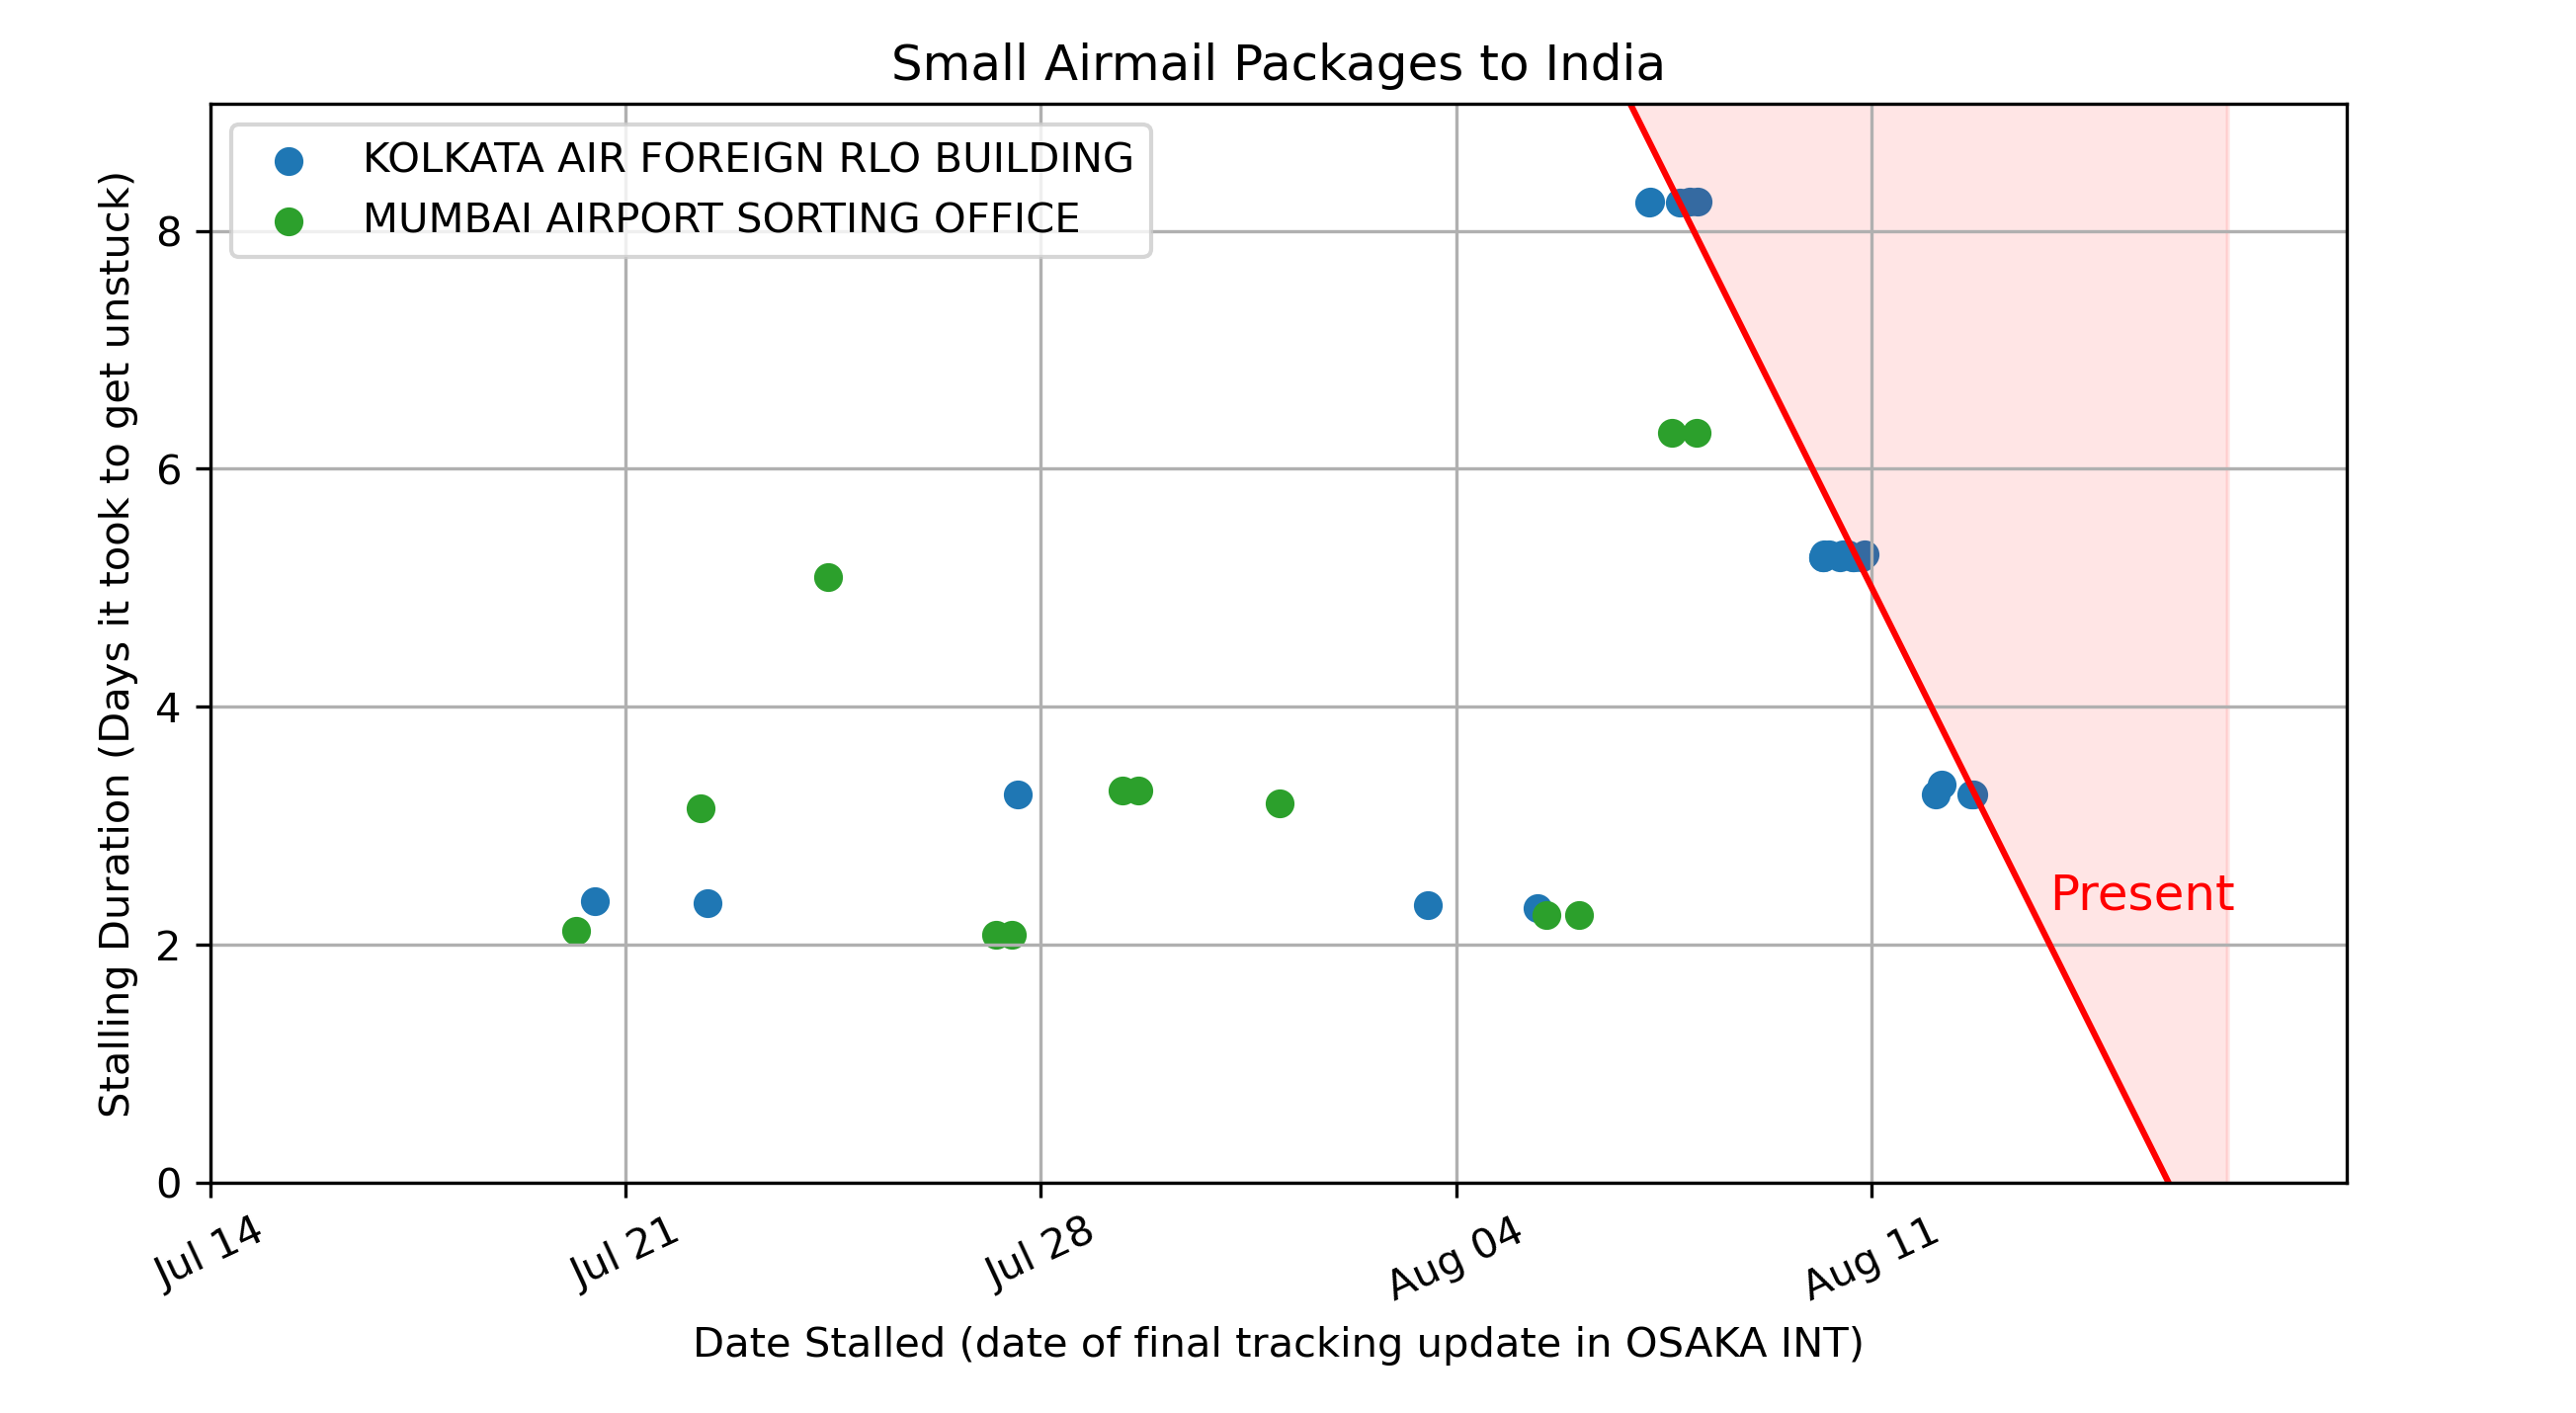 Small Airmail Packages to India
KOLKATA AIR FOREIGN RLO BUILDING
MUMBAI AIRPORT SORTING OFFICE
Stalling Duration (Days it took to get unstuck)
8
6
4
2
0
Present
Jul 14
Jul 21
Jul 28
Aug 04
Aug 11
Date Stalled (date of final tracking update in OSAKA INT)